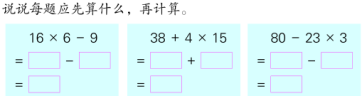 说说每题应先算什么，再计算。
16 × 6 − 9 38 + 4 × 15 80 − 23 × 3
= − = + = −
= = =